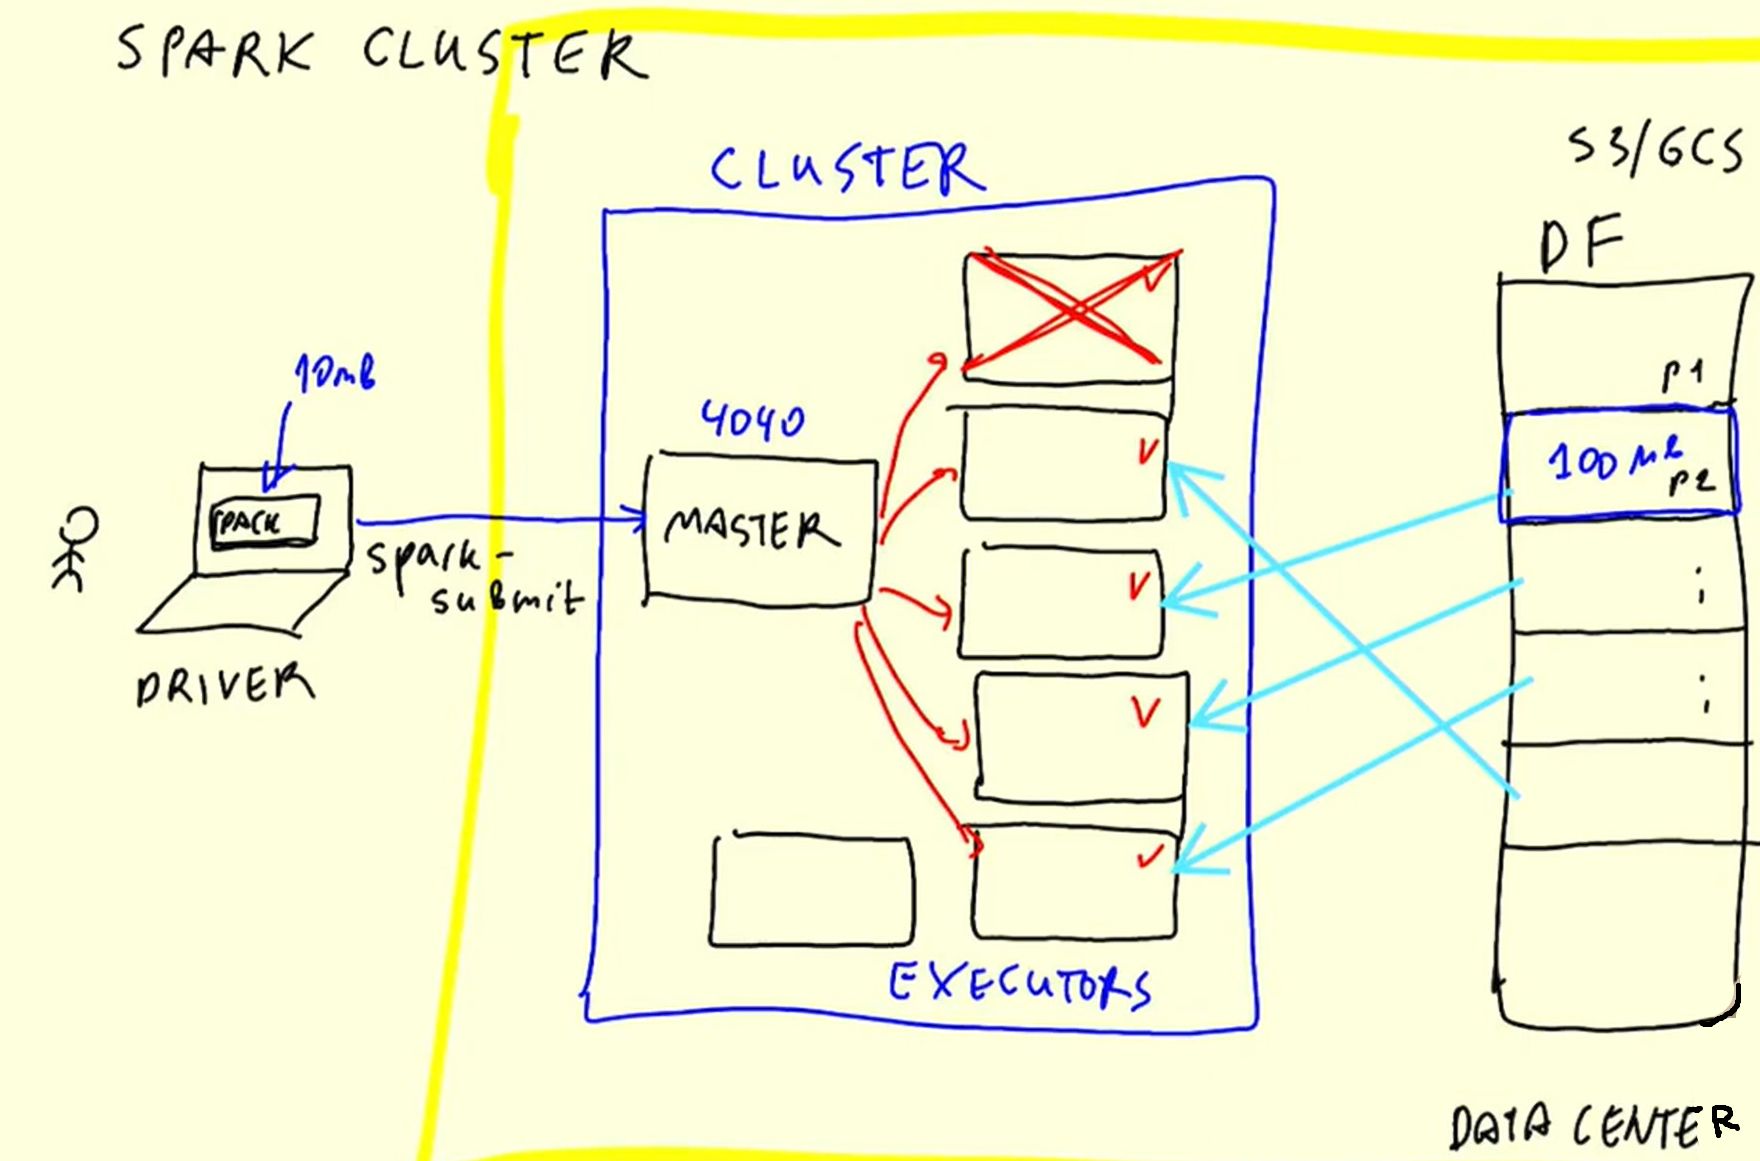 SPARK CLUSTER
S3/GCS
CLUSTER
DF
P1
10MB
4040
100 MB
P2
SPACK
MASTER
spark-
submit
DRIVER
EXECUTORS
DATA CENTER